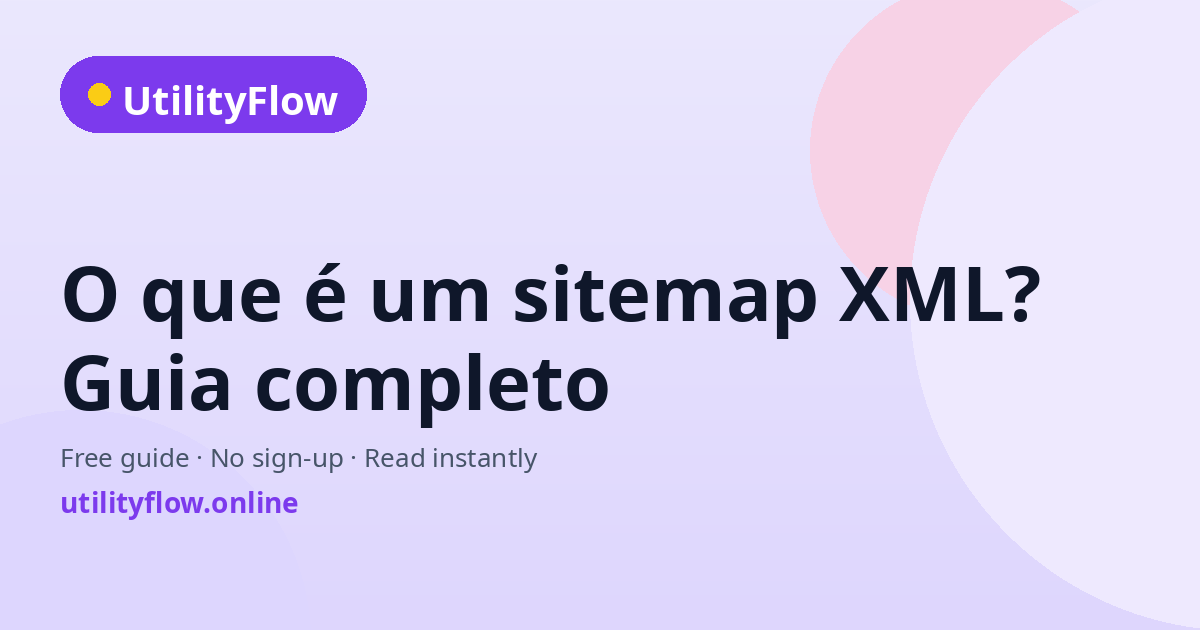 UtilityFlow
O que é um sitemap XML?
Guia completo
Free guide · No sign-up · Read instantly
utilityflow.online